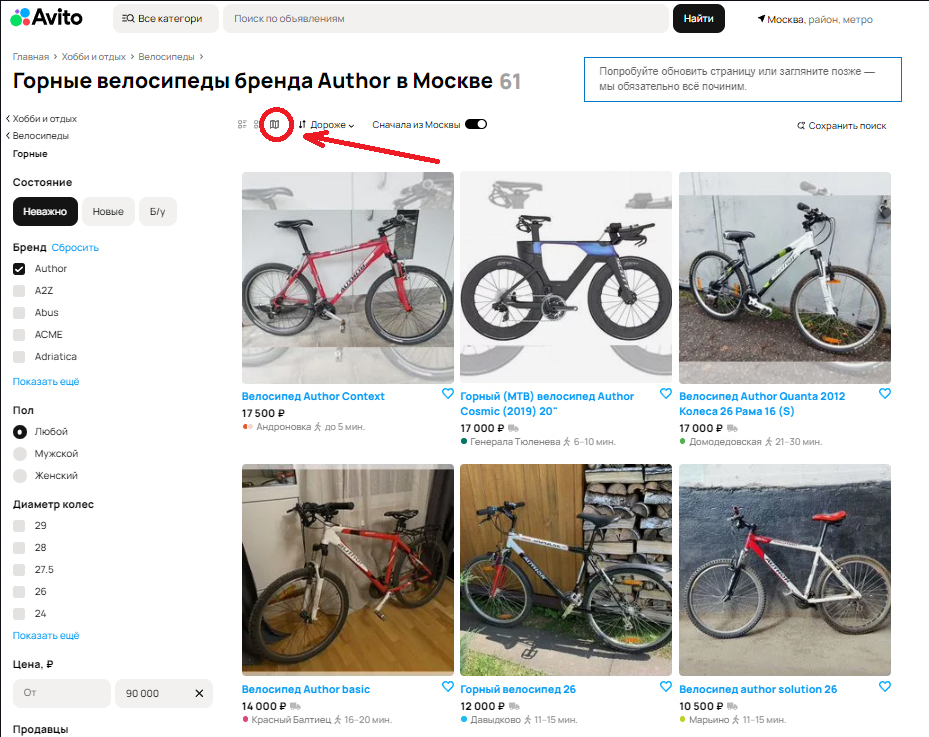 Avito
Все категори
Поиск по объявлениям
Найти
Москва, район, метро
Главная › Хобби и отдых › Велосипеды ›
Горные велосипеды бренда Author в Москве 61
Попробуйте обновить страницу или загляните позже —
мы обязательно всё починим.
Хобби и отдых
Велосипеды
Горные
Дороже
Сначала из Москвы
Сохранить поиск
Состояние
Неважно
Новые
Б/у
Бренд Сбросить
Author
A2Z
Abus
ACME
Adriatica
Показать ещё
Пол
Любой
Мужской
Женский
Диаметр колес
29
28
27.5
26
24
Показать ещё
Цена, ₽
От
90 000
Продавцы
Велосипед Author Context
17 500 ₽
Андроновка до 5 мин.
Горный (MTB) велосипед Author
Cosmic (2019) 20"
17 000 ₽
Генерала Тюленева 6–10 мин.
Велосипед Author Quanta 2012
Колеса 26 Рама 16 (S)
17 000 ₽
Домодедовская 21–30 мин.
Велосипед Author basic
14 000 ₽
Красный Балтиец 16–20 мин.
Горный велосипед 26
12 000 ₽
Давыдково 11–15 мин.
Велосипед author solution 26
10 500 ₽
Марьино 11–15 мин.